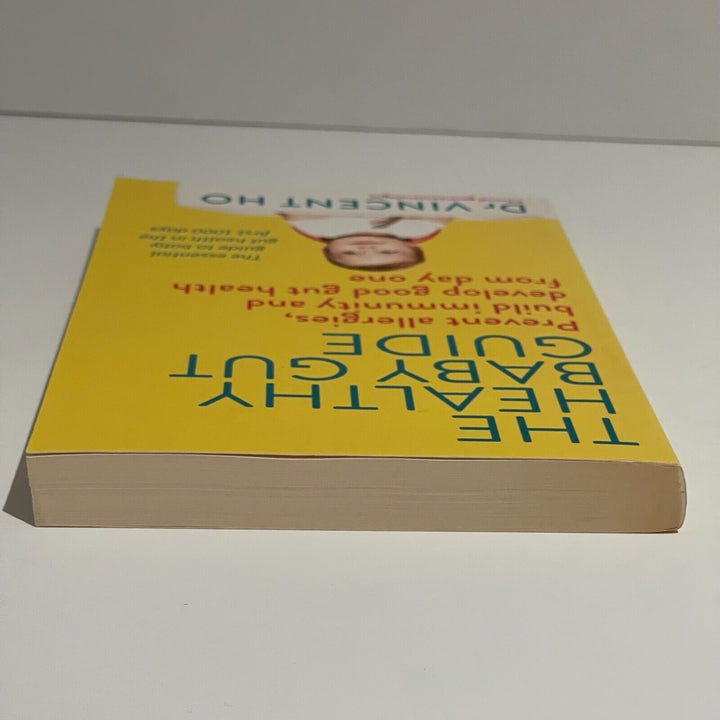 THE
HEALTHY
BABY GUT
GUIDE
Prevent allergies,
build immunity and
develop good gut health
from day one
The essential
guide to baby
gut health in the
first 1000 days
Dr VINCENT HO